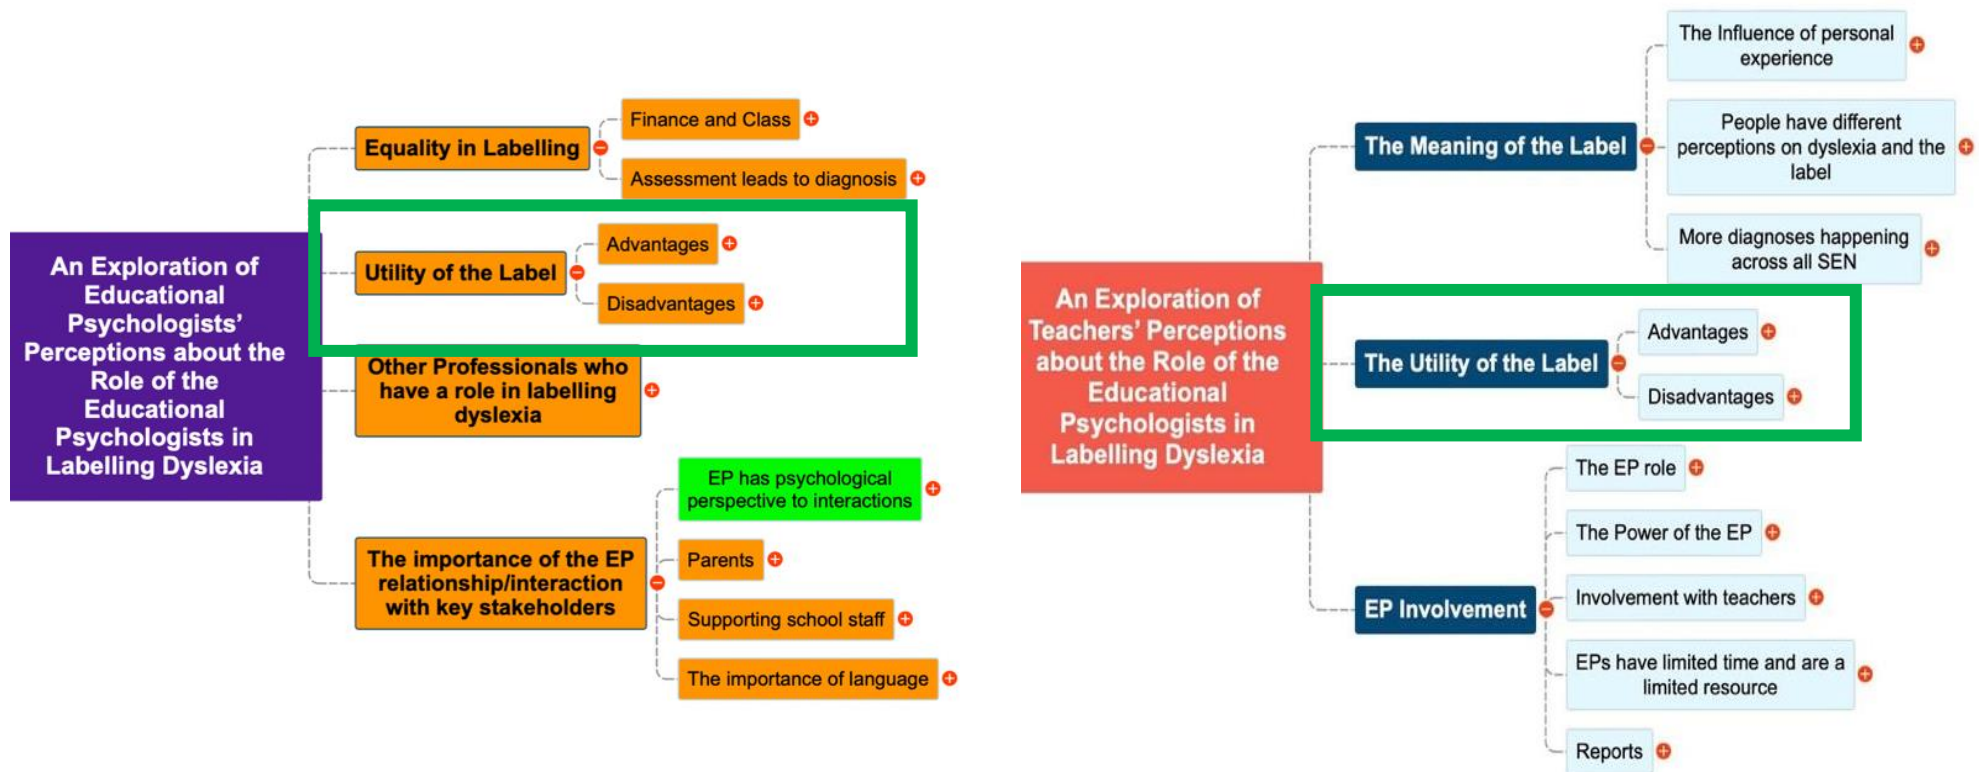 An Exploration of
Educational
Psychologists’
Perceptions about the
Role of the
Educational
Psychologists in
Labelling Dyslexia
Equality in Labelling
Finance and Class
Assessment leads to diagnosis
Utility of the Label
Advantages
Disadvantages
Other Professionals who
have a role in labelling
dyslexia
The importance of the EP
relationship/interaction
with key stakeholders
EP has psychological
perspective to interactions
Parents
Supporting school staff
The importance of language
An Exploration of
Teachers’ Perceptions
about the Role of the
Educational
Psychologists in
Labelling Dyslexia
The Meaning of the Label
The Influence of personal
experience
People have different
perceptions on dyslexia and the
label
More diagnoses happening
across all SEN
The Utility of the Label
Advantages
Disadvantages
EP Involvement
The EP role
The Power of the EP
Involvement with teachers
EPs have limited time and are a
limited resource
Reports